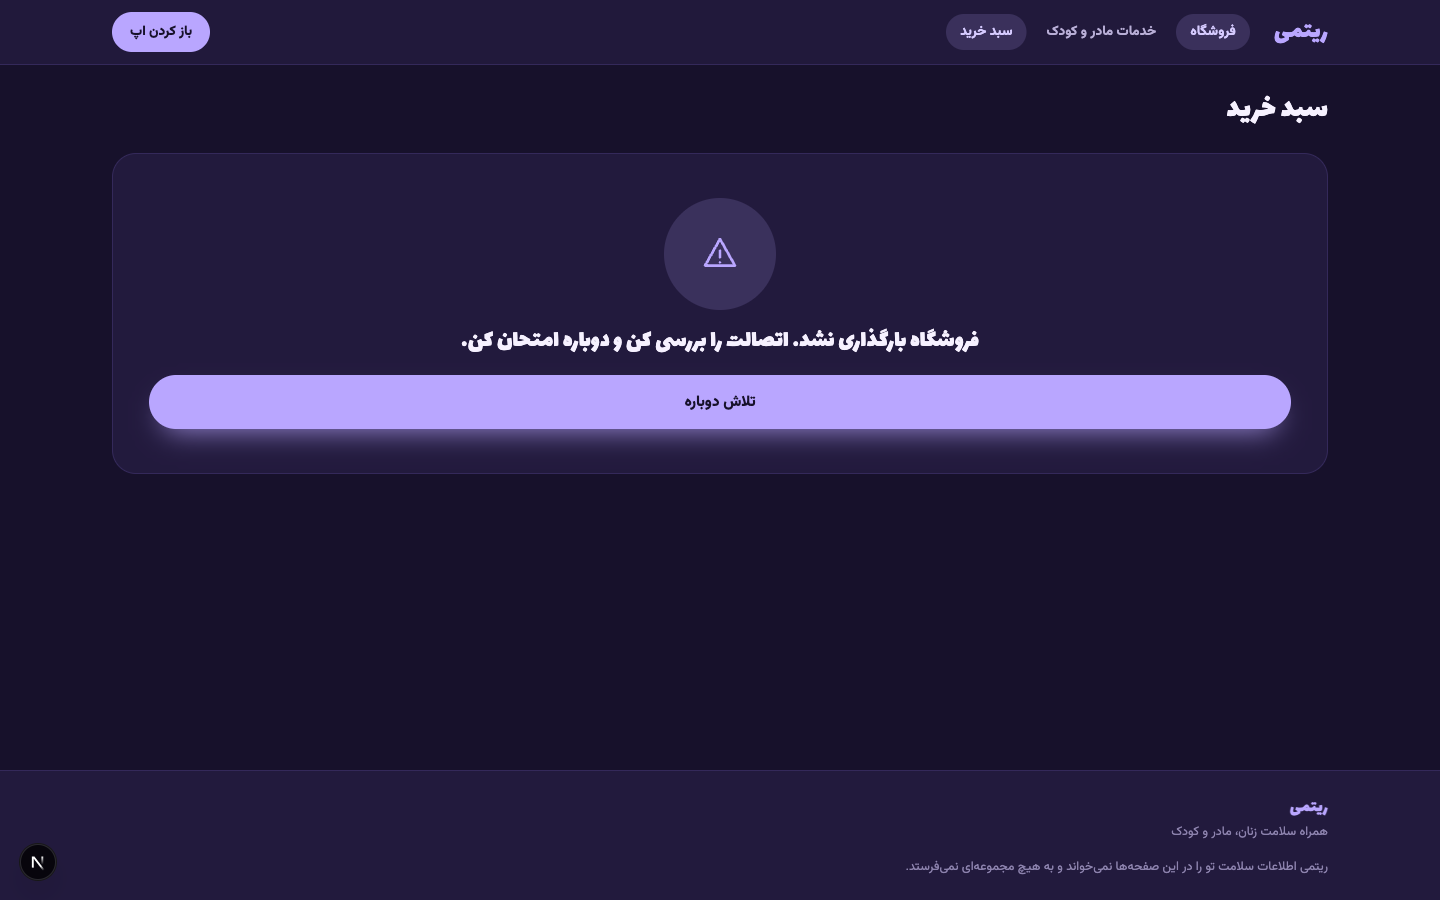 ریتمی
فروشگاه
خدمات مادر و کودک
سبد خرید
باز کردن اپ
سبد خرید
فروشگاه بارگذاری نشد. اتصالت را بررسی کن و دوباره امتحان کن.
تلاش دوباره
ریتمی
همراه سلامت زنان، مادر و کودک
ریتمی اطلاعات سلامت تو را در این صفحه‌ها نمی‌خواند و به هیچ مجموعه‌ای نمی‌فرستد.
N